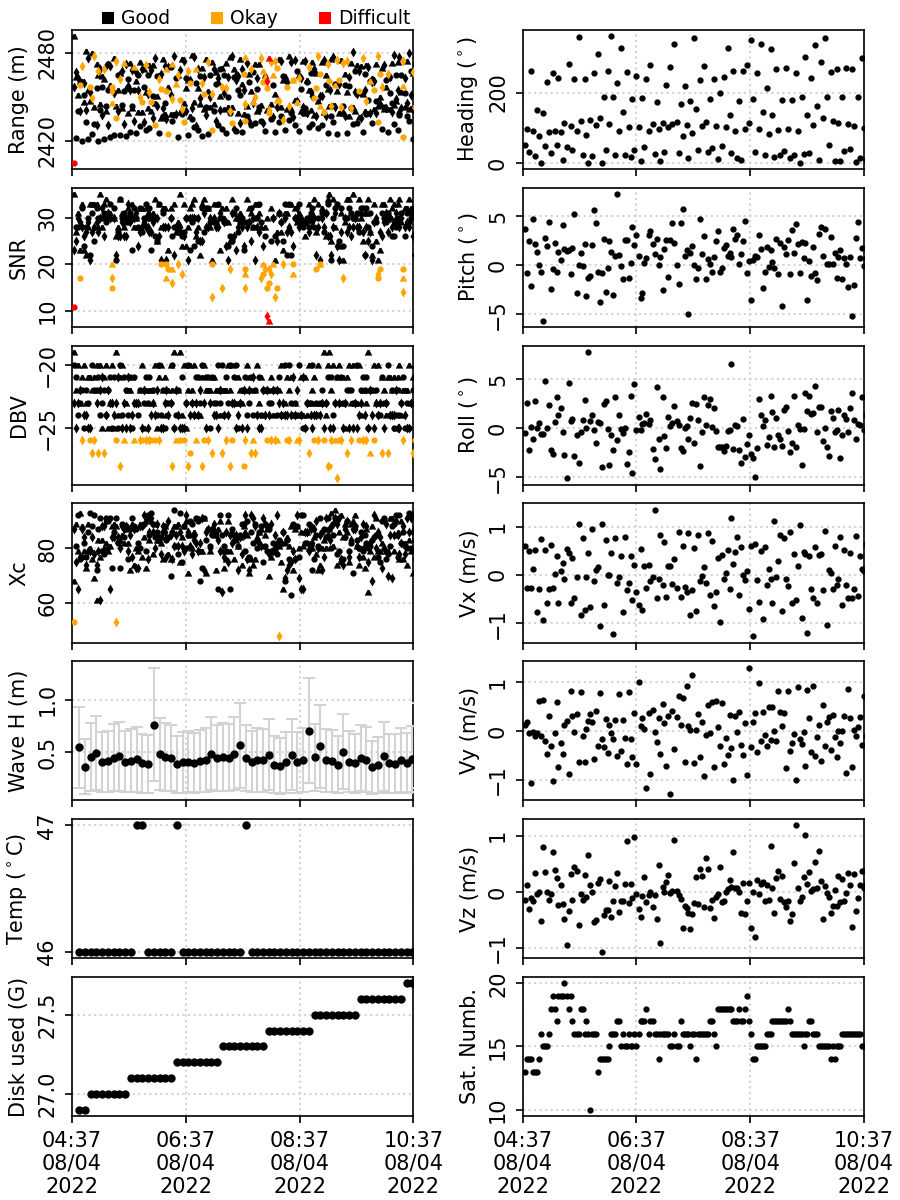 Good Okay Difficult
Range (m)
2480
2420
Heading (°)
200
0
SNR
30
20
10
Pitch (°)
5
0
−5
DBV
−20
−25
Roll (°)
5
0
−5
Xc
80
60
Vx (m/s)
1
0
−1
Wave H (m)
1.0
0.5
Vy (m/s)
1
0
−1
Temp (°C)
47
46
Vz (m/s)
1
0
−1
Disk used (G)
27.5
27.0
Sat. Numb.
20
15
10
04:37 06:37 08:37 10:37 04:37 06:37 08:37 10:37
08/04 08/04 08/04 08/04 08/04 08/04 08/04 08/04
2022 2022 2022 2022 2022 2022 2022 2022